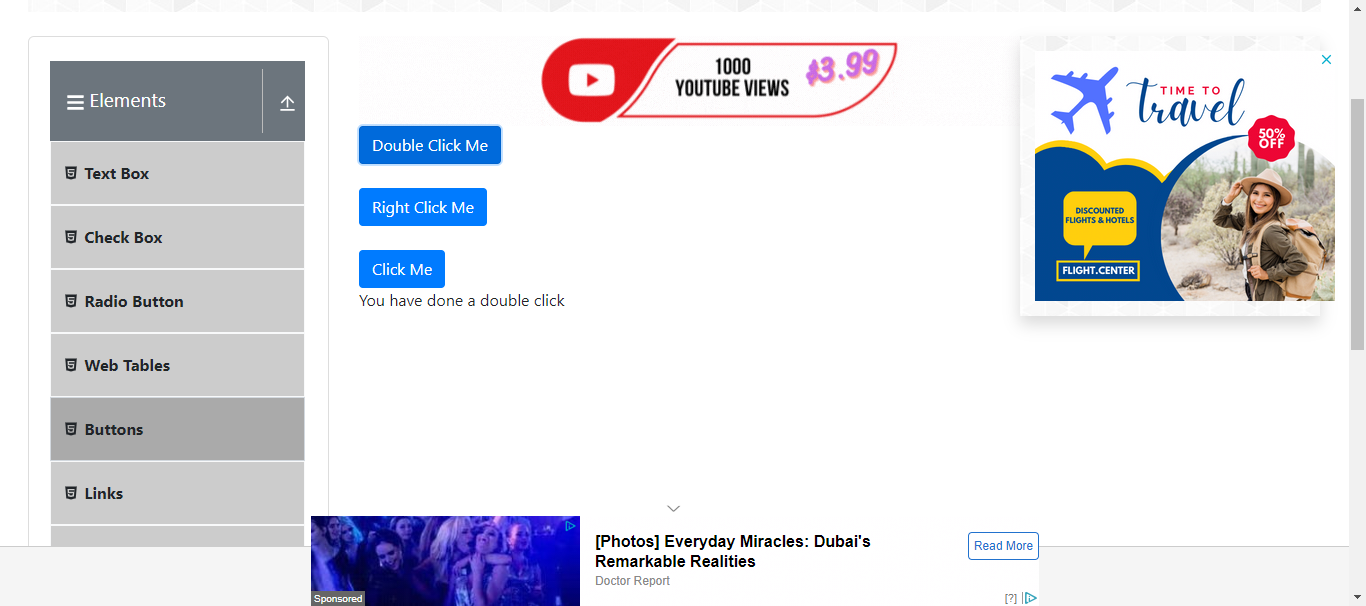 Elements
Text Box
Check Box
Radio Button
Web Tables
Buttons
Links
1000
YOUTUBE VIEWS
$3.99
Double Click Me
Right Click Me
Click Me
You have done a double click
TIME TO
travel
50%
OFF
DISCOUNTED
FLIGHTS & HOTELS
FLIGHT.CENTER
[Photos] Everyday Miracles: Dubai's
Remarkable Realities
Doctor Report
Read More
Sponsored
[?]